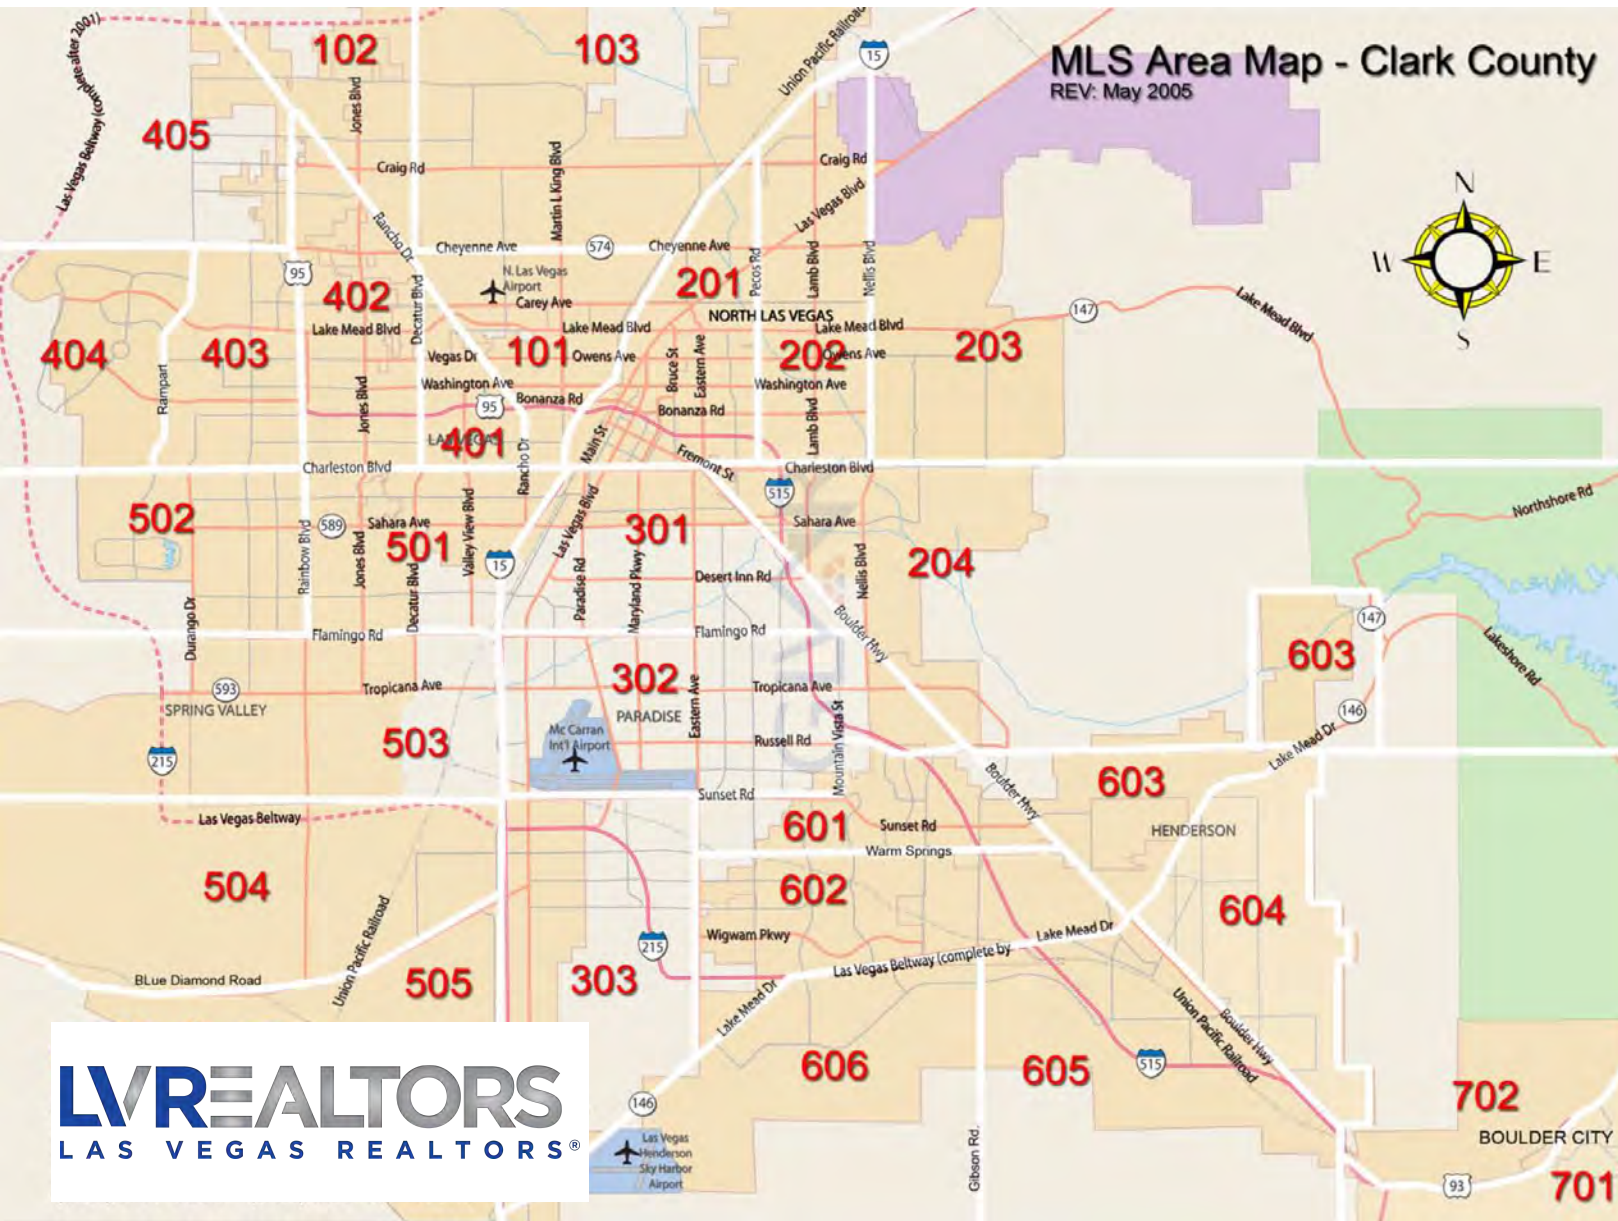 MLS Area Map - Clark County
REV: May 2005
Las Vegas Beltway (complete after 2001)
102
103
405
Jones Blvd
Union Pacific Railroad
15
Craig Rd
Martin L King Blvd
Craig Rd
Las Vegas Blvd
Rancho Dr
Cheyenne Ave
574
Cheyenne Ave
N
W
E
S
95
402
Decatur Blvd
N. Las Vegas
Airport
Carey Ave
201
Pecos Rd
Lamb Blvd
Nellis Blvd
NORTH LAS VEGAS
147
Lake Mead Blvd
Lake Mead Blvd
Lake Mead Blvd
Lake Mead Blvd
404
403
Vegas Dr
101
Owens Ave
Bruce St
Eastern Ave
202
Owens Ave
203
Rampart
Jones Blvd
Washington Ave
Washington Ave
95
Bonanza Rd
Bonanza Rd
Lamb Blvd
LAS VEGAS
401
Rancho Dr
Main St
Fremont St
Charleston Blvd
Charleston Blvd
515
Northshore Rd
502
Rainbow Blvd
589
Jones Blvd
Sahara Ave
501
Decatur Blvd
Valley View Blvd
15
Las Vegas Blvd
301
Sahara Ave
Paradise Rd
Maryland Pkwy
Desert Inn Rd
Nellis Blvd
204
Durango Dr
Flamingo Rd
Flamingo Rd
Boulder Hwy
147
603
Lakeshore Rd
593
SPRING VALLEY
Tropicana Ave
302
PARADISE
Eastern Ave
Tropicana Ave
146
503
Mc Carran
Int'l Airport
Russell Rd
Mountain Vista St
Lake Mead Dr
215
Boulder Hwy
603
Sunset Rd
Las Vegas Beltway
601
Sunset Rd
HENDERSON
Warm Springs
504
602
604
Union Pacific Railroad
215
Wigwam Pkwy
Lake Mead Dr
Las Vegas Beltway (complete by
BLue Diamond Road
505
303
Lake Mead Dr
Union Pacific Railroad
Boulder Hwy
606
605
515
702
LVREALTORS
LAS VEGAS REALTORS®
146
Las Vegas
Henderson
Sky Harbor
Airport
Gibson Rd.
BOULDER CITY
93
701